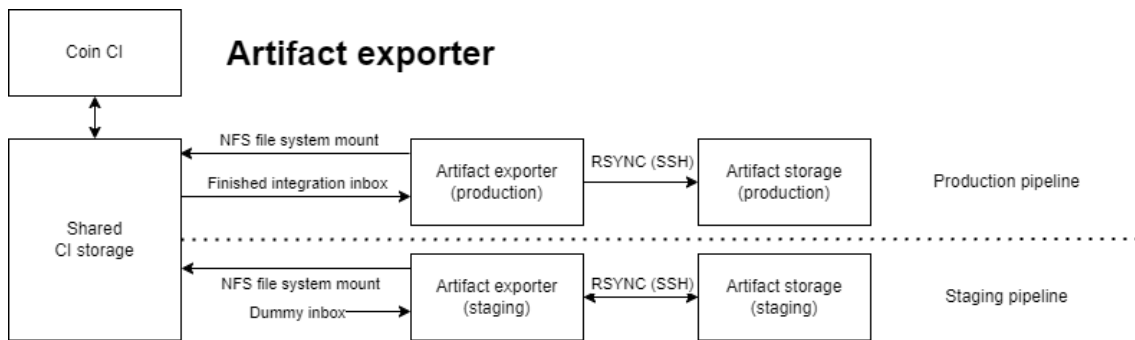 Coin CI
Artifact exporter
NFS file system mount
Finished integration inbox
Artifact exporter
(production)
RSYNC (SSH)
Artifact storage
(production)
Production pipeline
Shared
CI storage
NFS file system mount
Dummy inbox
Artifact exporter
(staging)
RSYNC (SSH)
Artifact storage
(staging)
Staging pipeline